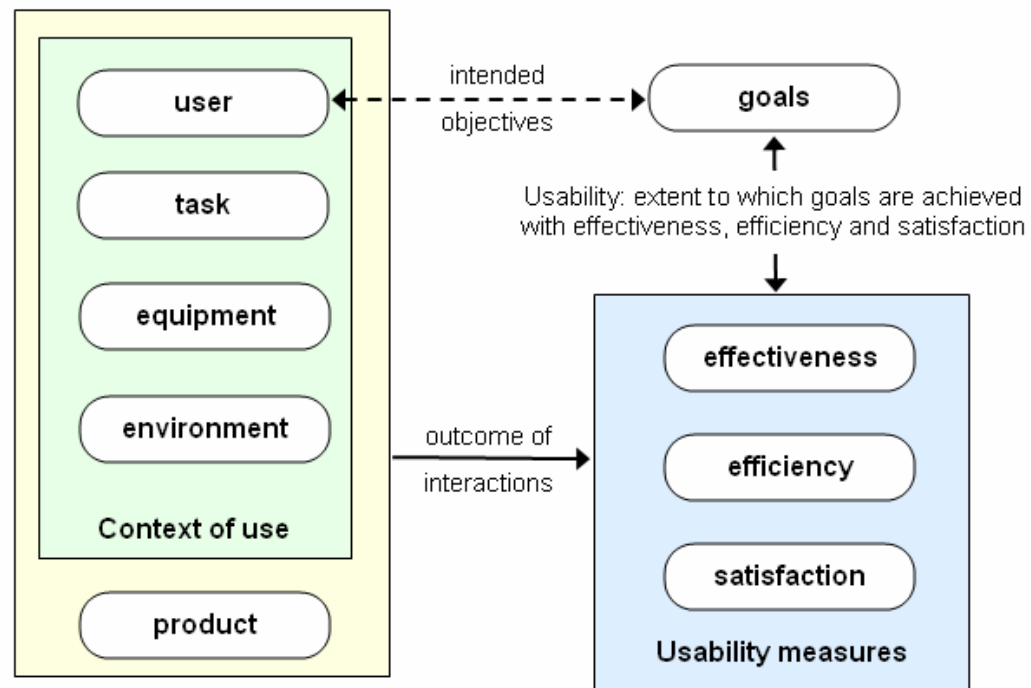 user
task
equipment
environment
Context of use
product
intended
objectives
goals
Usability: extent to which goals are achieved
with effectiveness, efficiency and satisfaction
outcome of
interactions
effectiveness
efficiency
satisfaction
Usability measures